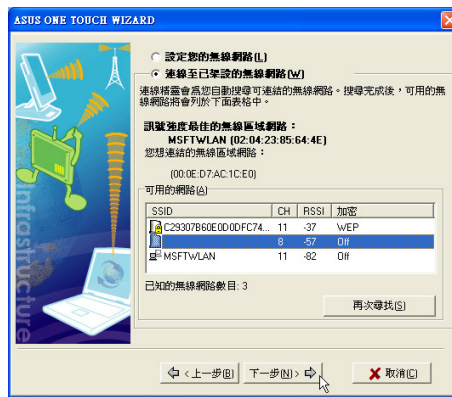 ASUS ONE TOUCH WIZARD
設定您的無線網路(L)
連線至已架設的無線網路(W)
連線精靈會為您自動搜尋可連結的無線網路。搜尋完成後，可用的無
線網路將會列於下面表格中。
訊號強度最佳的無線區域網路：
MSFTWLAN (02:04:23:85:64:4E)
您想連結的無線區域網路：
(00:0E:D7:AC:1C:E0)
可用的網路(A)
SSID CH RSSI 加密
C29307B60E0D0DFC74... 11 -37 WEP
8 -57 Off
MSFTWLAN 11 -82 Off
已知的無線網路數目: 3
再次尋找(S)
<上一步(B) 下一步(N)> 取消(C)
Infrastructure